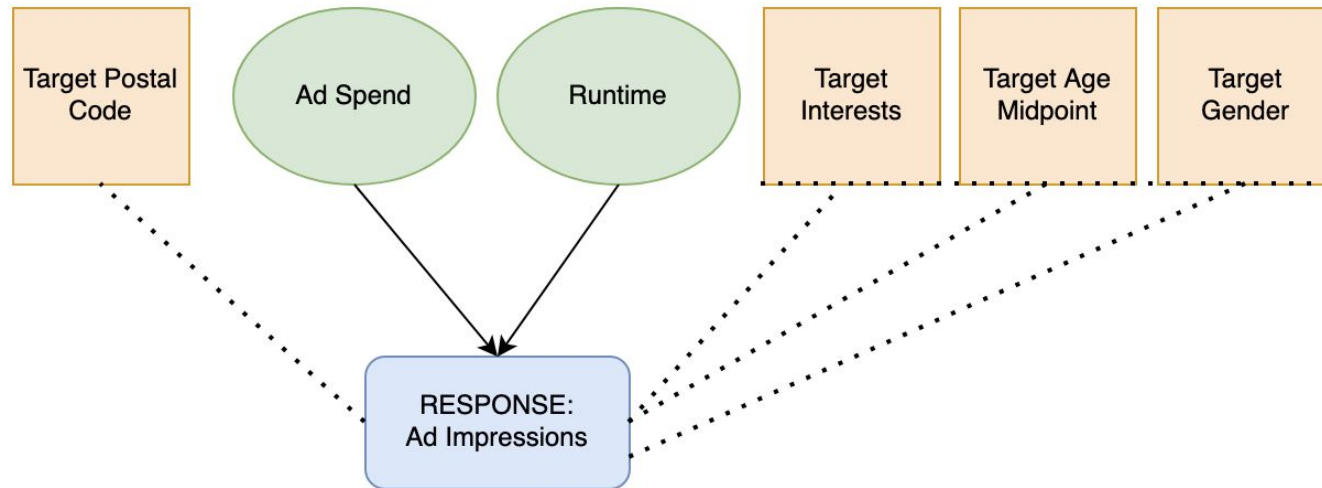 Target Postal
Code
Ad Spend
Runtime
Target
Interests
Target Age
Midpoint
Target
Gender
RESPONSE:
Ad Impressions